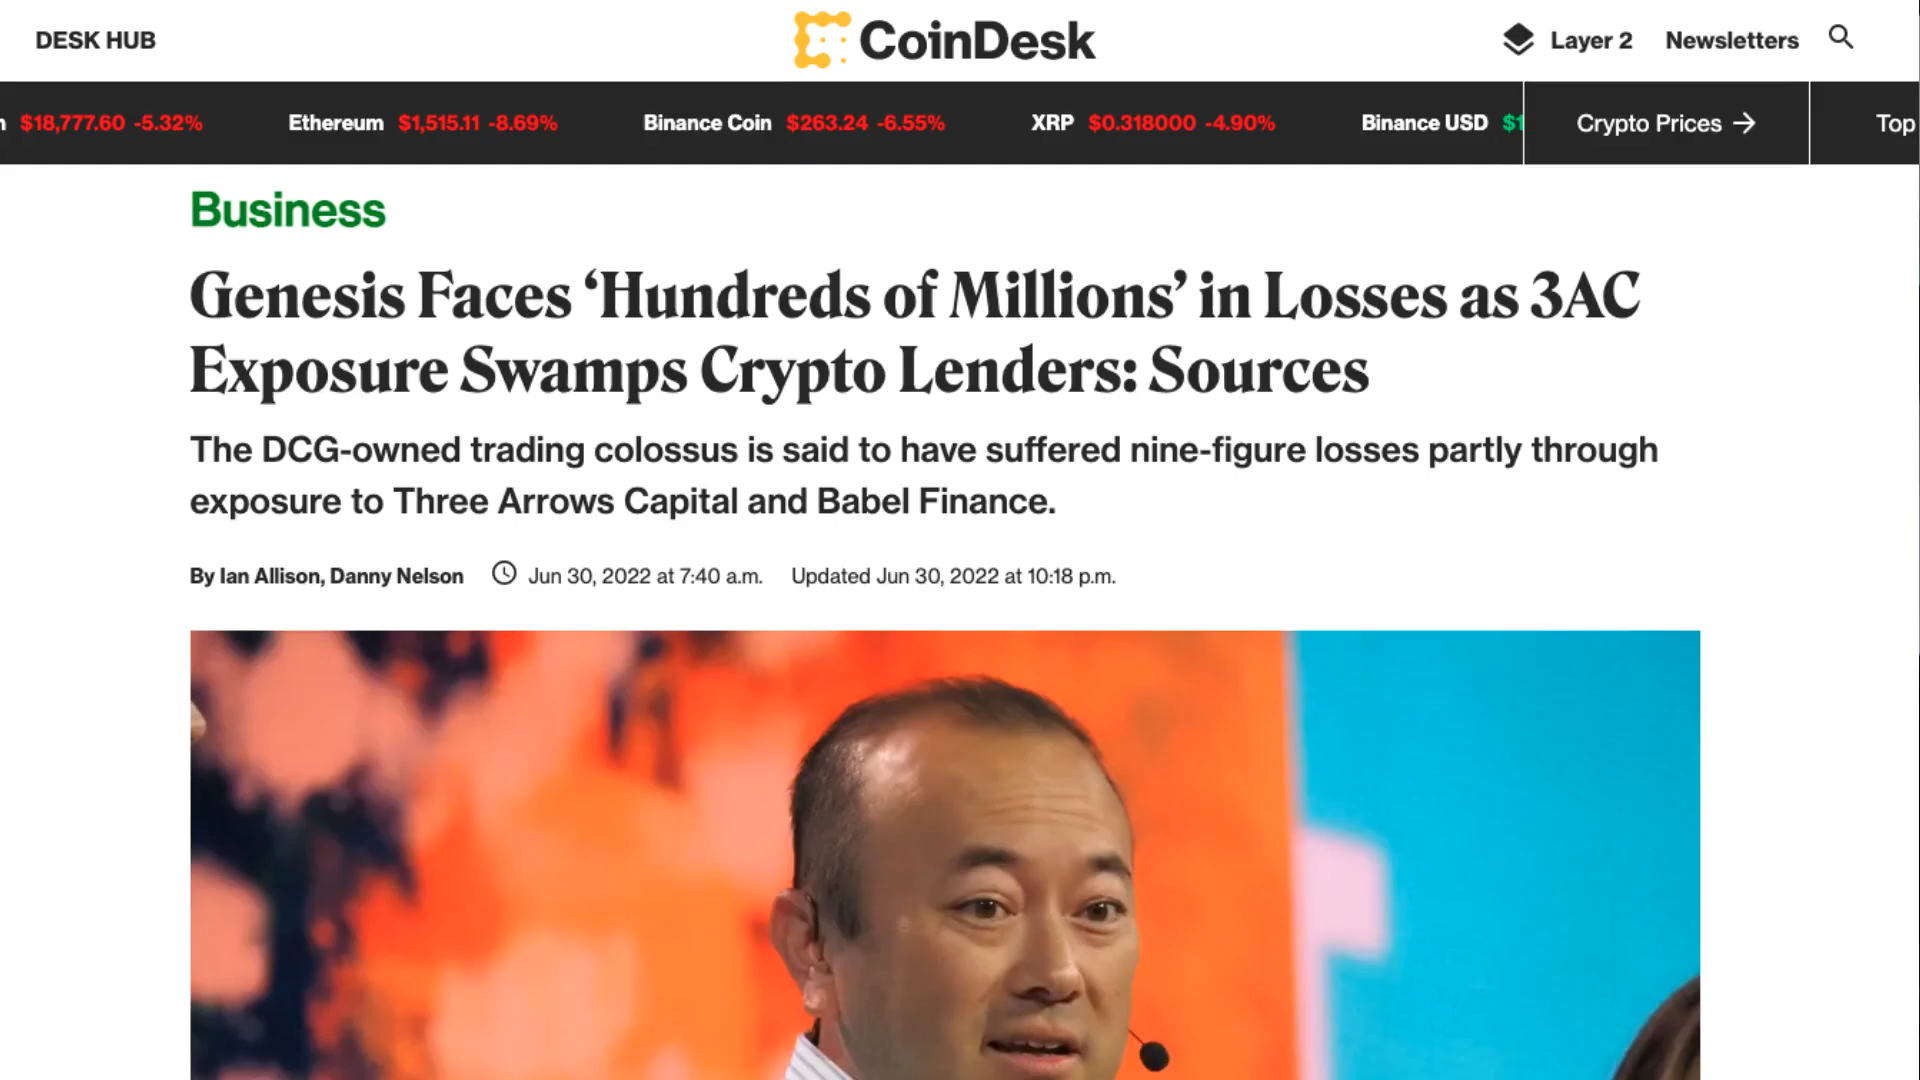 DESK HUB
CoinDesk
Layer 2 Newsletters
$18,777.60 -5.32% Ethereum $1,515.11 -8.69% Binance Coin $263.24 -6.55% XRP $0.318000 -4.90% Binance USD $1 Crypto Prices → Top
Business
Genesis Faces ‘Hundreds of Millions’ in Losses as 3AC
Exposure Swamps Crypto Lenders: Sources
The DCG-owned trading colossus is said to have suffered nine-figure losses partly through
exposure to Three Arrows Capital and Babel Finance.
By Ian Allison, Danny Nelson Jun 30, 2022 at 7:40 a.m. Updated Jun 30, 2022 at 10:18 p.m.